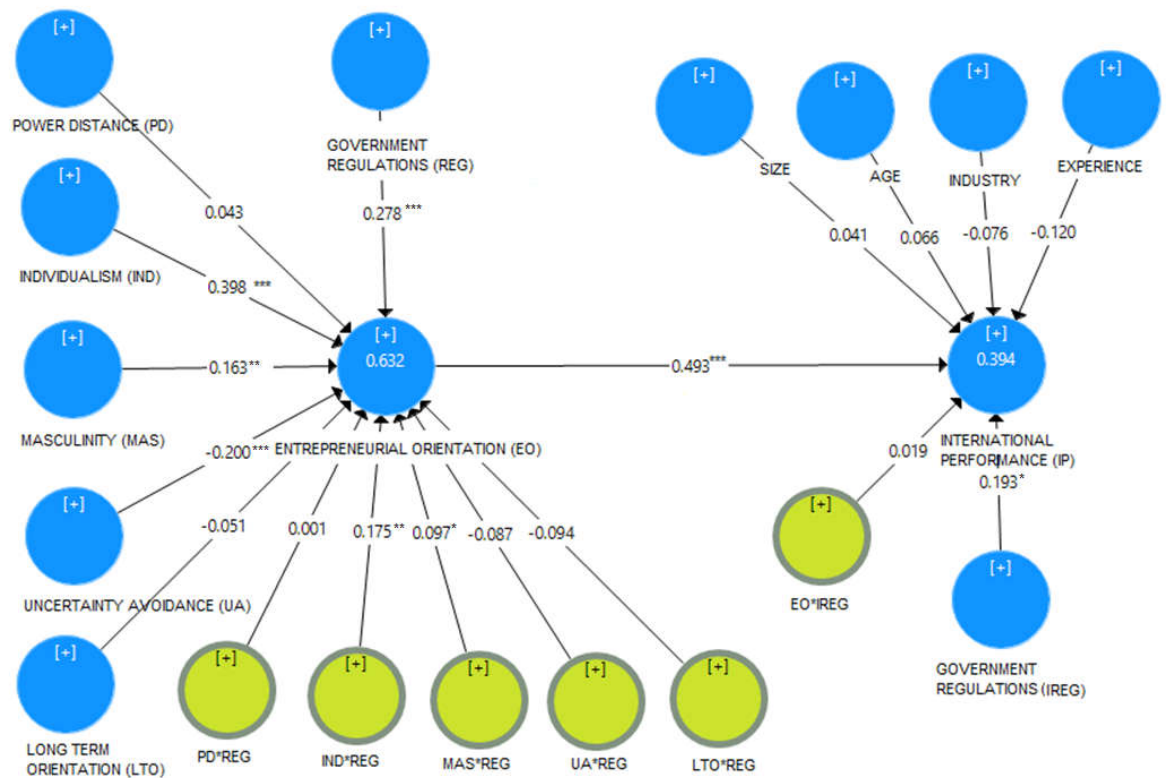 [+]
POWER DISTANCE (PD)
[+]
GOVERNMENT
REGULATIONS (REG)
[+]
SIZE
[+]
AGE
[+]
INDUSTRY
[+]
EXPERIENCE
0.043
0.278 ***
0.041
0.066
-0.076
-0.120
[+]
INDIVIDUALISM (IND)
0.398 ***
[+]
MASCULINITY (MAS)
0.163**
[+]
0.632
ENTREPRENEURIAL ORIENTATION (EO)
0.493***
[+]
0.394
INTERNATIONAL
PERFORMANCE (IP)
-0.200***
[+]
UNCERTAINTY AVOIDANCE (UA)
-0.051
0.001
0.175**
0.097*
-0.087
-0.094
0.019
0.193*
[+]
EO*IREG
[+]
GOVERNMENT
REGULATIONS (IREG)
[+]
LONG TERM
ORIENTATION (LTO)
[+]
PD*REG
[+]
IND*REG
[+]
MAS*REG
[+]
UA*REG
[+]
LTO*REG